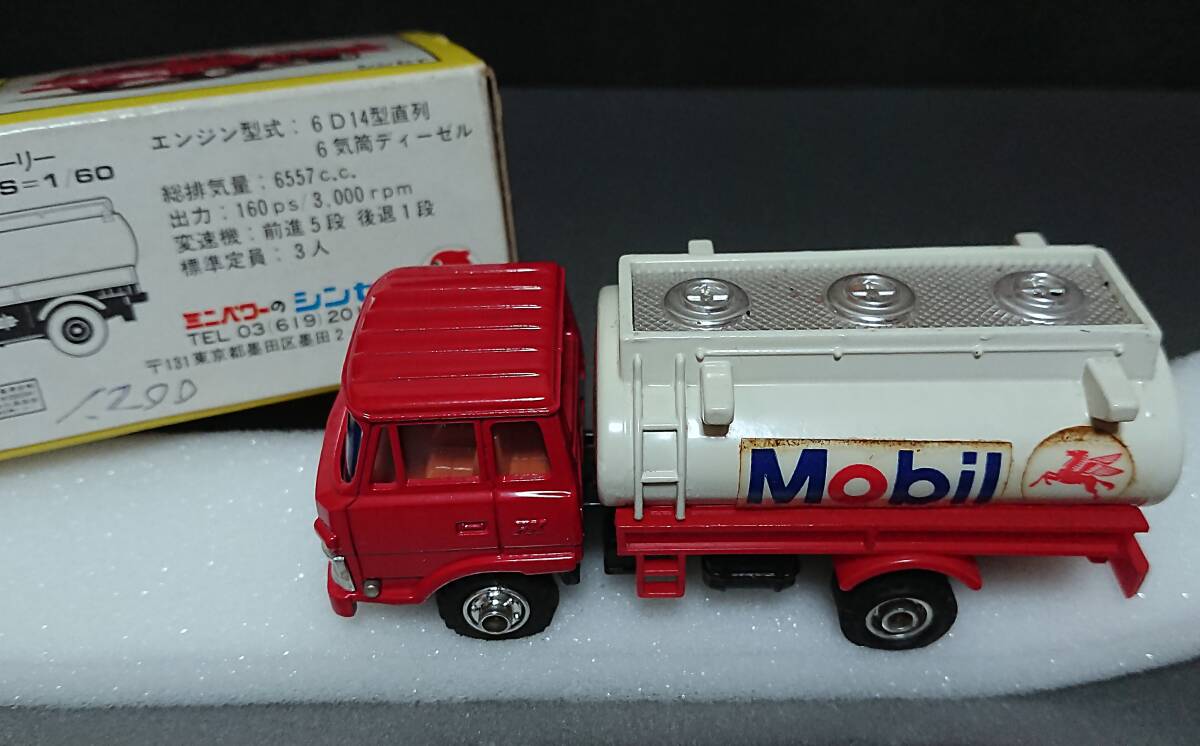 ーリー
S=1/60
エンジン型式：6D14型直列
6気筒ディーゼル
総排気量：6557c.c.
出力：160ps/3,000rpm
変速機：前進5段 後退1段
標準定員：3人
ミニパワーの シンセ
TEL 03(619)201
〒131東京都墨田区墨田2
1200
Mobil